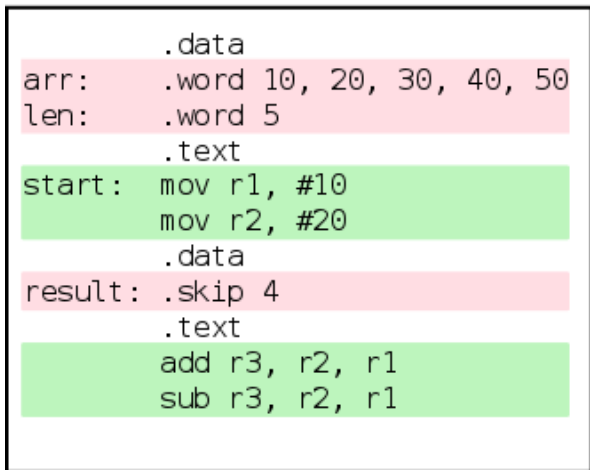 .data
arr: .word 10, 20, 30, 40, 50
len: .word 5
.text
start: mov r1, #10
mov r2, #20
.data
result: .skip 4
.text
add r3, r2, r1
sub r3, r2, r1